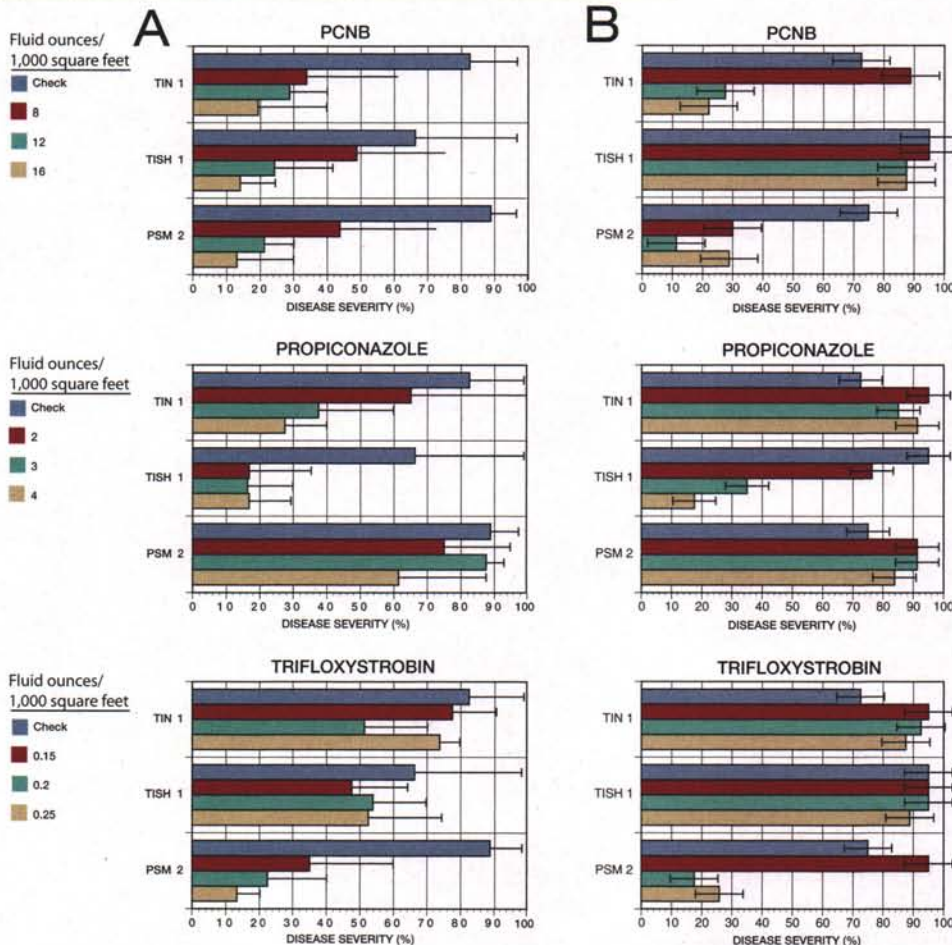 A
B
Fluid ounces/
1,000 square feet
Check
8
12
16
PCNB
TIN 1
TISH 1
PSM 2
0 10 20 30 40 50 60 70 80 90 100
DISEASE SEVERITY (%)
PCNB
TIN 1
TISH 1
PSM 2
0 10 20 30 40 50 60 70 80 90 100
DISEASE SEVERITY (%)
Fluid ounces/
1,000 square feet
Check
2
3
4
PROPICONAZOLE
TIN 1
TISH 1
PSM 2
0 10 20 30 40 50 60 70 80 90 100
DISEASE SEVERITY (%)
PROPICONAZOLE
TIN 1
TISH 1
PSM 2
0 10 20 30 40 50 60 70 80 90 100
DISEASE SEVERITY (%)
Fluid ounces/
1,000 square feet
Check
0.15
0.2
0.25
TRIFLOXYSTROBIN
TIN 1
TISH 1
PSM 2
0 10 20 30 40 50 60 70 80 90 100
DISEASE SEVERITY (%)
TRIFLOXYSTROBIN
TIN 1
TISH 1
PSM 2
0 10 20 30 40 50 60 70 80 90 100
DISEASE SEVERITY (%)